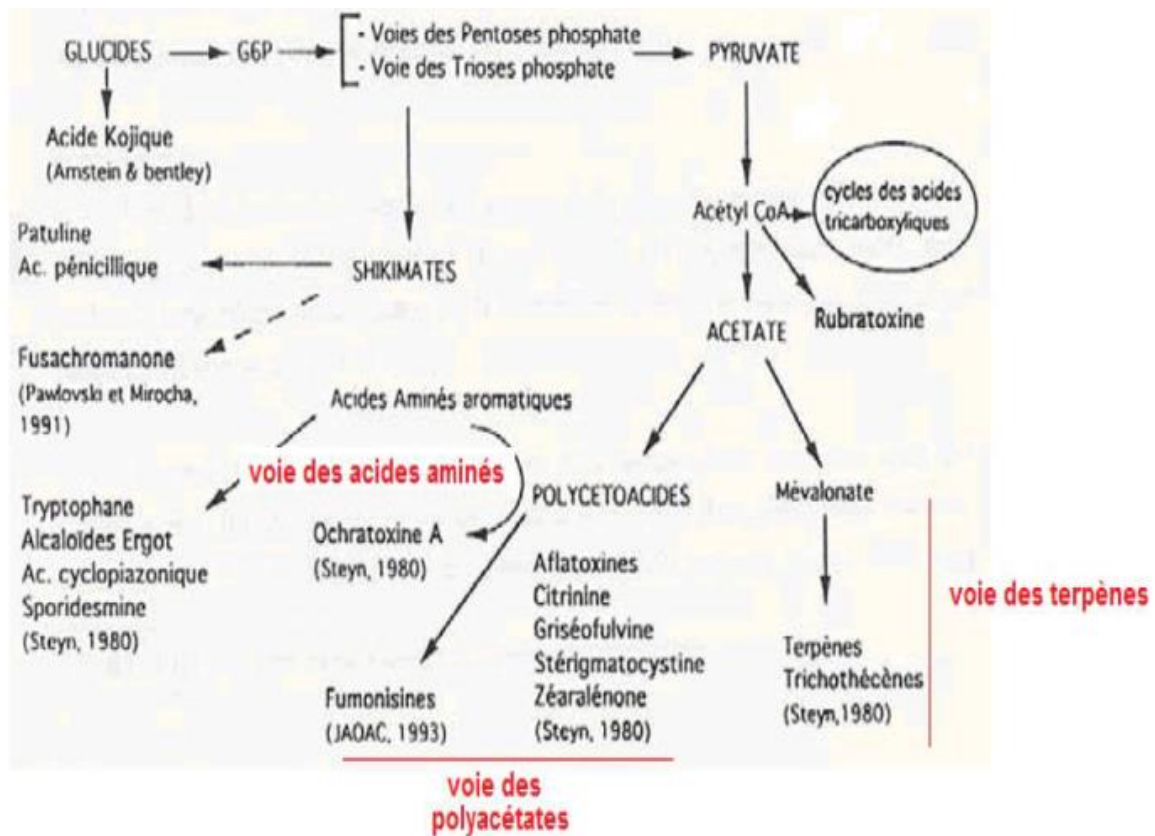 GLUCIDES
G6P
- Voies des Pentoses phosphate
- Voie des Trioses phosphate
PYRUVATE
Acide Kojique
(Arnstein & bentley)
cycles des acides
tricarboxyliques
Acétyl CoA
Patuline
Ac. pénicillique
SHIKIMATES
Rubratoxine
ACETATE
Fusachromanone
(Pawlovski et Mirocha,
1991)
Acides Aminés aromatiques
voie des acides aminés
POLYCETOACIDES
Mévalonate
Tryptophane
Alcaloïdes Ergot
Ac. cyclopiazonique
Sporidesmine
(Steyn, 1980)
Ochratoxine A
(Steyn, 1980)
Aflatoxines
Citrinine
Griséofulvine
Stérigmatocystine
Zéaralénone
(Steyn, 1980)
voie des terpènes
Terpènes
Trichothécènes
(Steyn,1980)
Fumonisines
(JAOAC, 1993)
voie des
polyacétates